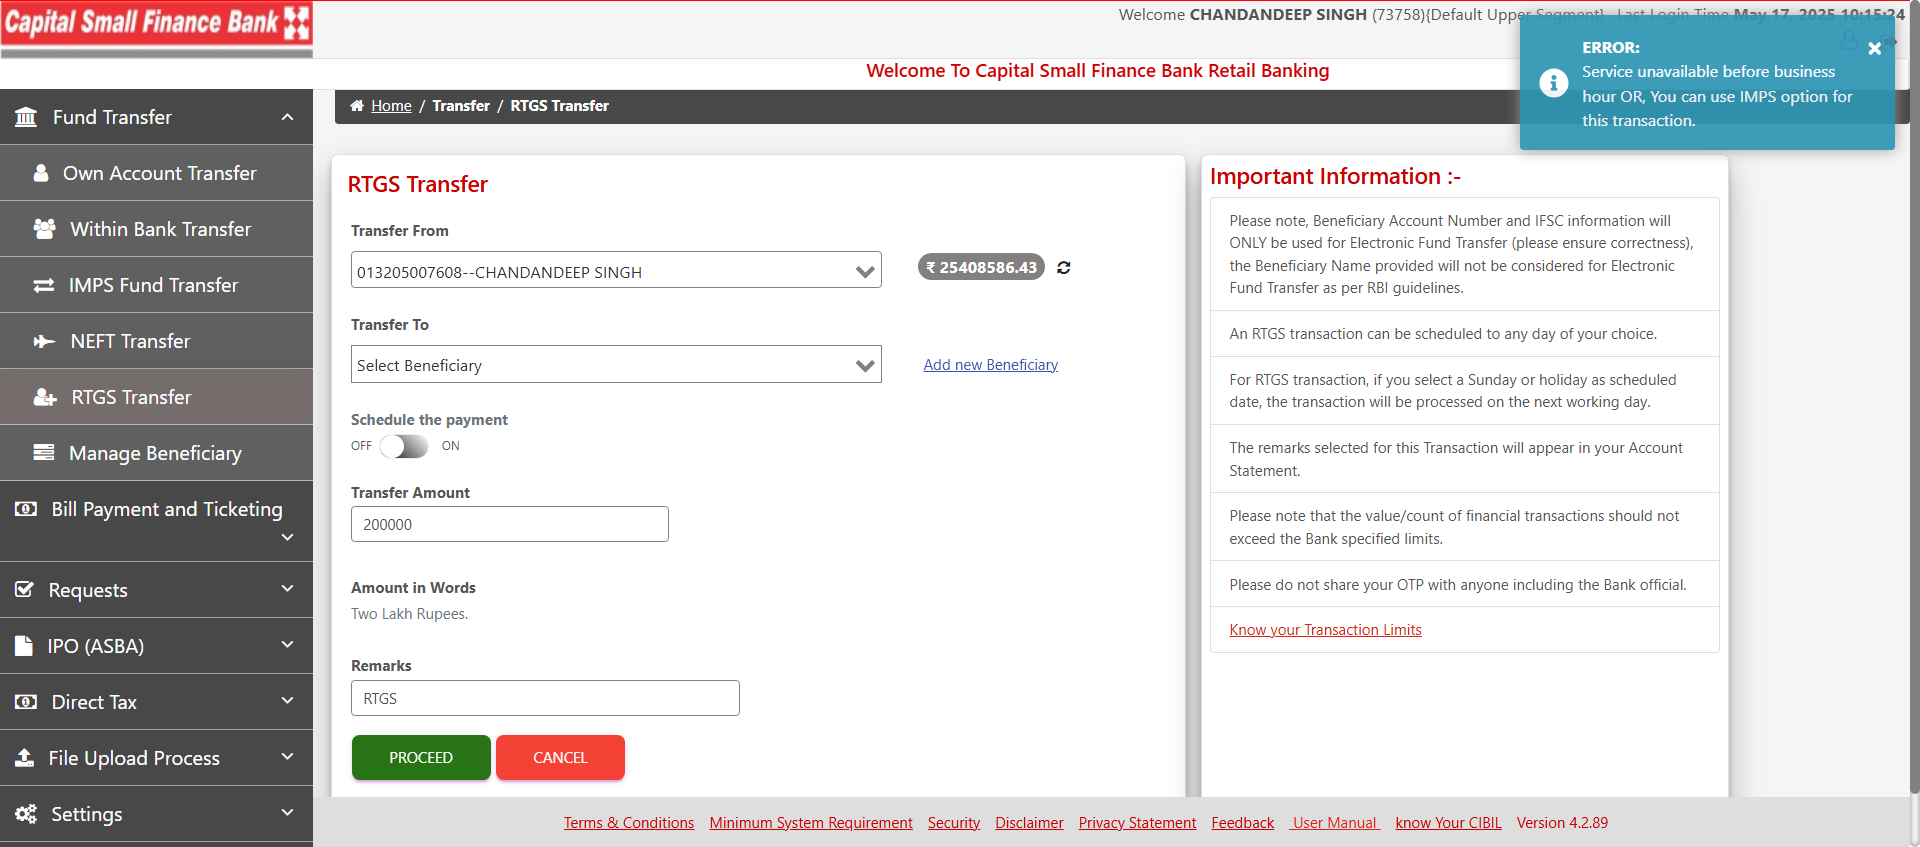 Capital Small Finance Bank
Welcome CHANDANDEEP SINGH (73758){Default Upper Segment} , Last Login Time May 17, 2025 10:15:24
Welcome To Capital Small Finance Bank Retail Banking
ERROR:
Service unavailable before business
hour OR, You can use IMPS option for
this transaction.
Home / Transfer / RTGS Transfer
Fund Transfer
Own Account Transfer
Within Bank Transfer
IMPS Fund Transfer
NEFT Transfer
RTGS Transfer
Manage Beneficiary
Bill Payment and Ticketing
Requests
IPO (ASBA)
Direct Tax
File Upload Process
Settings
RTGS Transfer
Transfer From
013205007608--CHANDANDEEP SINGH
₹ 25408586.43
Transfer To
Select Beneficiary
Add new Beneficiary
Schedule the payment
OFF ON
Transfer Amount
200000
Amount in Words
Two Lakh Rupees.
Remarks
RTGS
PROCEED CANCEL
Important Information :-
Please note, Beneficiary Account Number and IFSC information will
ONLY be used for Electronic Fund Transfer (please ensure correctness),
the Beneficiary Name provided will not be considered for Electronic
Fund Transfer as per RBI guidelines.
An RTGS transaction can be scheduled to any day of your choice.
For RTGS transaction, if you select a Sunday or holiday as scheduled
date, the transaction will be processed on the next working day.
The remarks selected for this Transaction will appear in your Account
Statement.
Please note that the value/count of financial transactions should not
exceed the Bank specified limits.
Please do not share your OTP with anyone including the Bank official.
Know your Transaction Limits
Terms & Conditions Minimum System Requirement Security Disclaimer Privacy Statement Feedback User Manual know Your CIBIL Version 4.2.89